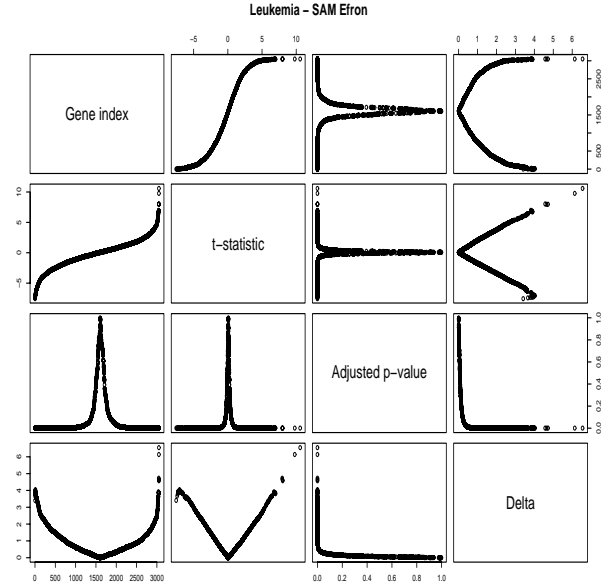 Leukemia − SAM Efron
−5 0 5 10
0 1 2 3 4 5 6
Gene index
0 500 1500 2500
−5 0 5 10
t−statistic
Adjusted p−value
0.0 0.2 0.4 0.6 0.8 1.0
0 1 2 3 4 5 6
Delta
0 500 1000 1500 2000 2500 3000
0.0 0.2 0.4 0.6 0.8 1.0